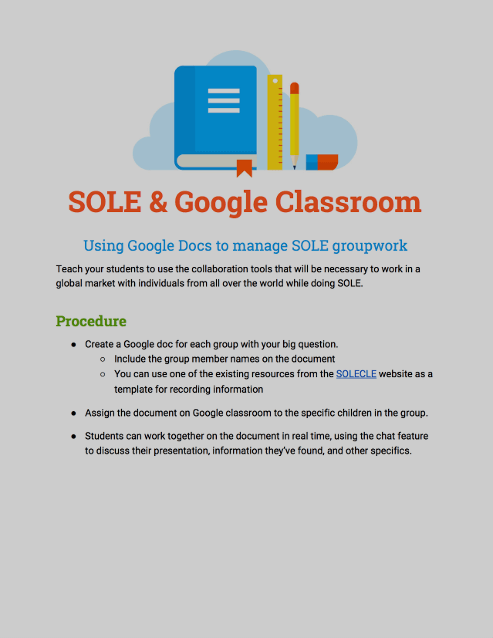 SOLE & Google Classroom
Using Google Docs to manage SOLE groupwork
Teach your students to use the collaboration tools that will be necessary to work in a
global market with individuals from all over the world while doing SOLE.
Procedure
● Create a Google doc for each group with your big question.
○ Include the group member names on the document
○ You can use one of the existing resources from the SOLECLE website as a
template for recording information
● Assign the document on Google classroom to the specific children in the group.
● Students can work together on the document in real time, using the chat feature
to discuss their presentation, information they've found, and other specifics.